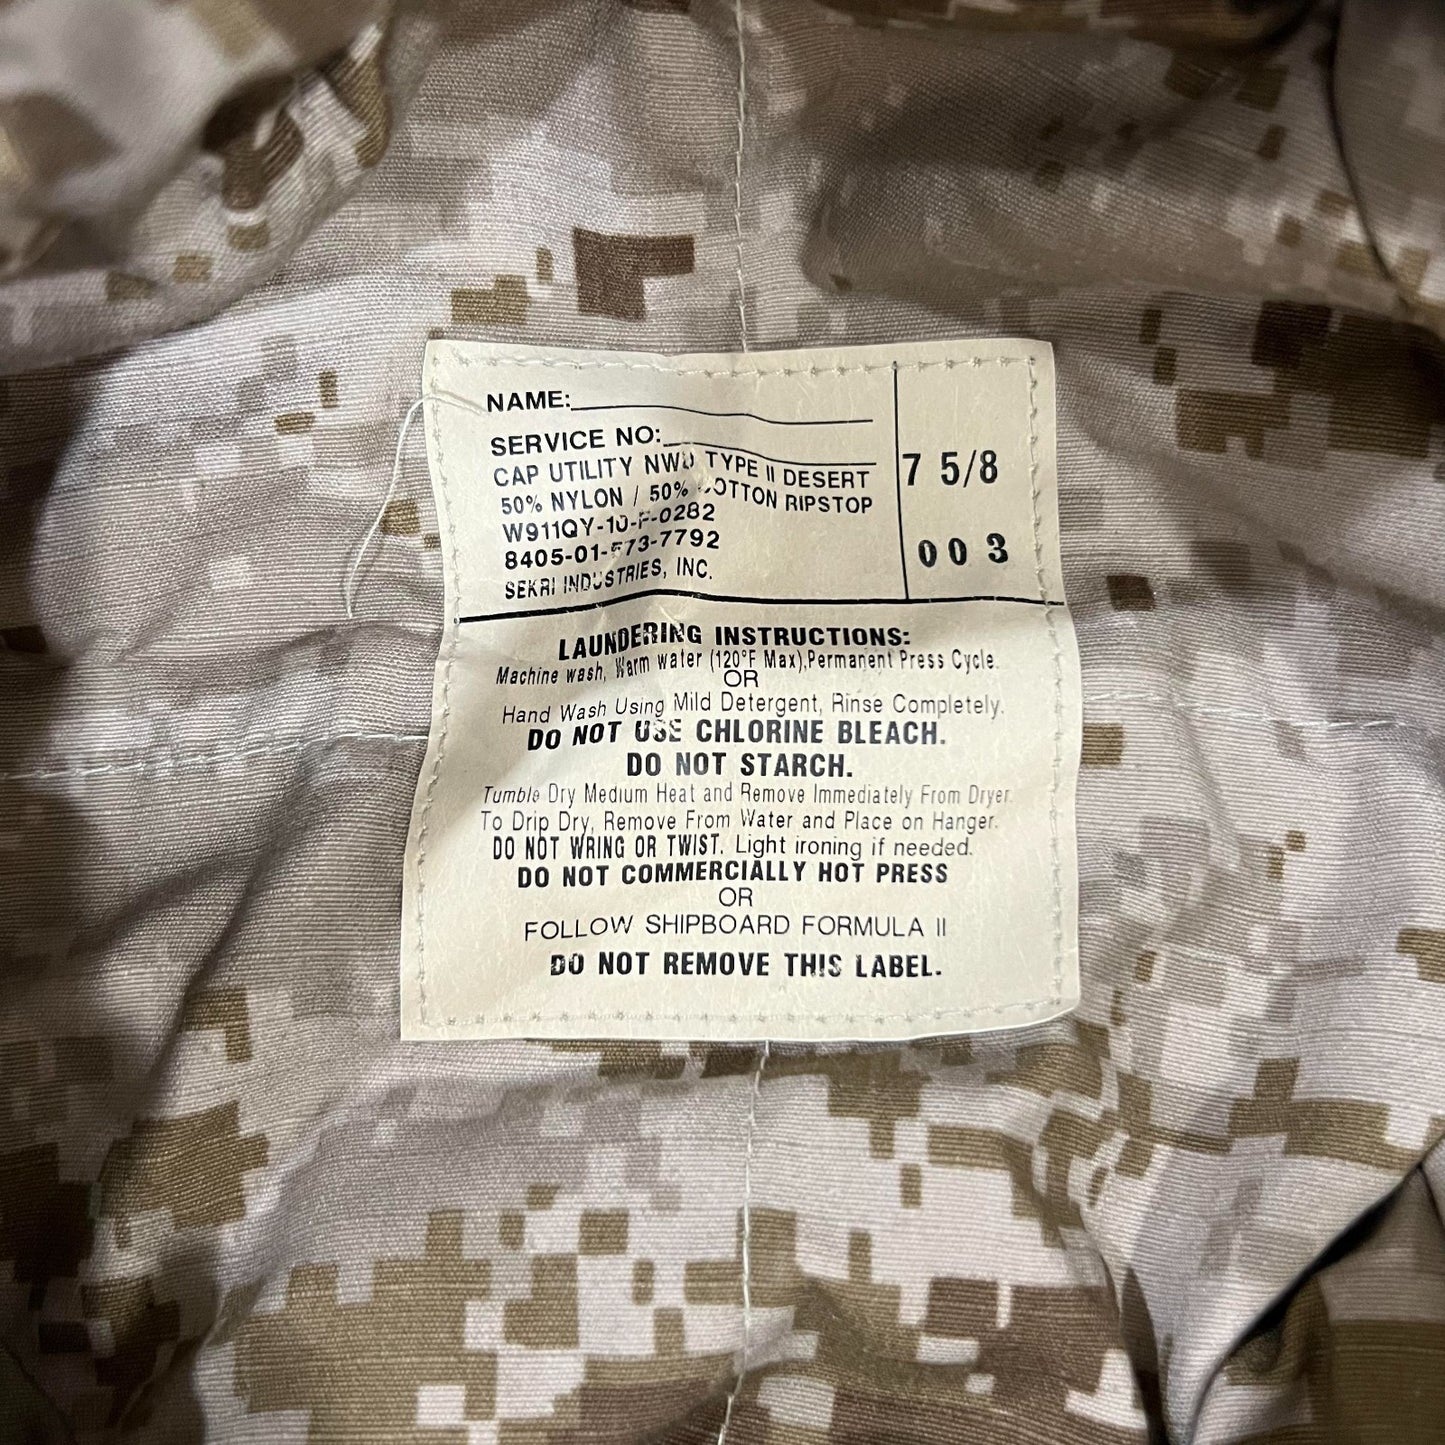 NAME:
SERVICE NO:
CAP UTILITY NWU TYPE II DESERT
50% NYLON / 50% COTTON RIPSTOP
W911QY-10-F-0282
8405-01-573-7792
SEKRI INDUSTRIES, INC.
7 5/8
003
LAUNDERING INSTRUCTIONS:
Machine wash, Warm water (120°F Max), Permanent Press Cycle.
OR
Hand Wash Using Mild Detergent, Rinse Completely.
DO NOT USE CHLORINE BLEACH.
DO NOT STARCH.
Tumble Dry Medium Heat and Remove Immediately From Dryer.
To Drip Dry, Remove From Water and Place on Hanger.
DO NOT WRING OR TWIST. Light ironing if needed.
DO NOT COMMERCIALLY HOT PRESS
OR
FOLLOW SHIPBOARD FORMULA II
DO NOT REMOVE THIS LABEL.